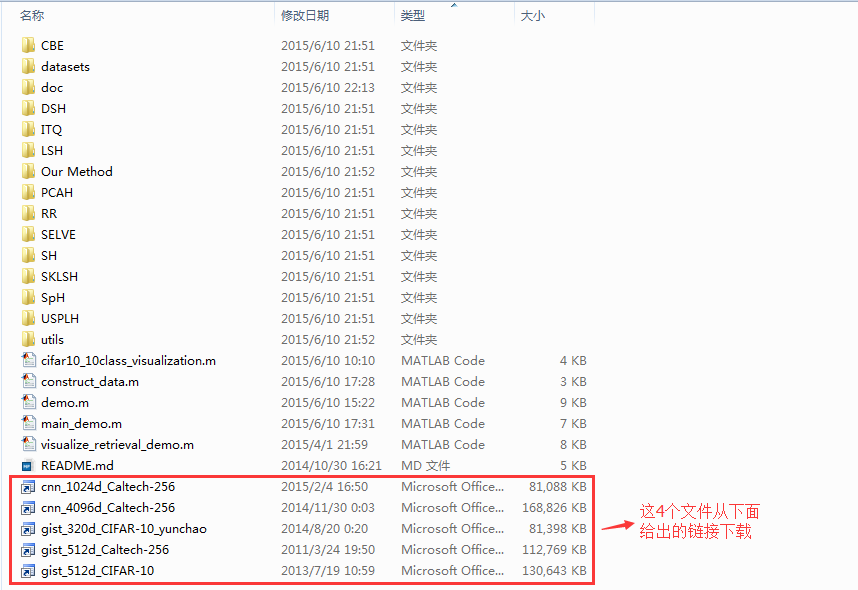 名称 修改日期 类型 大小
CBE 2015/6/10 21:51 文件夹
datasets 2015/6/10 21:51 文件夹
doc 2015/6/10 22:13 文件夹
DSH 2015/6/10 21:51 文件夹
ITQ 2015/6/10 21:51 文件夹
LSH 2015/6/10 21:51 文件夹
Our Method 2015/6/10 21:52 文件夹
PCAH 2015/6/10 21:51 文件夹
RR 2015/6/10 21:51 文件夹
SELVE 2015/6/10 21:51 文件夹
SH 2015/6/10 21:51 文件夹
SKLSH 2015/6/10 21:51 文件夹
SpH 2015/6/10 21:51 文件夹
USPLH 2015/6/10 21:51 文件夹
utils 2015/6/10 21:52 文件夹
cifar10_10class_visualization.m 2015/6/10 10:10 MATLAB Code 4 KB
construct_data.m 2015/6/10 17:28 MATLAB Code 3 KB
demo.m 2015/6/10 15:22 MATLAB Code 9 KB
main_demo.m 2015/6/10 17:31 MATLAB Code 7 KB
visualize_retrieval_demo.m 2015/4/1 21:59 MATLAB Code 8 KB
README.md 2014/10/30 16:21 MD 文件 5 KB
cnn_1024d_Caltech-256 2015/2/4 16:50 Microsoft Office... 81,088 KB
cnn_4096d_Caltech-256 2014/11/30 0:03 Microsoft Office... 168,826 KB
gist_320d_CIFAR-10_yunchao 2014/8/20 0:20 Microsoft Office... 81,398 KB
gist_512d_Caltech-256 2011/3/24 19:50 Microsoft Office... 112,769 KB
gist_512d_CIFAR-10 2013/7/19 10:59 Microsoft Office... 130,643 KB
这4个文件从下面
给出的链接下载